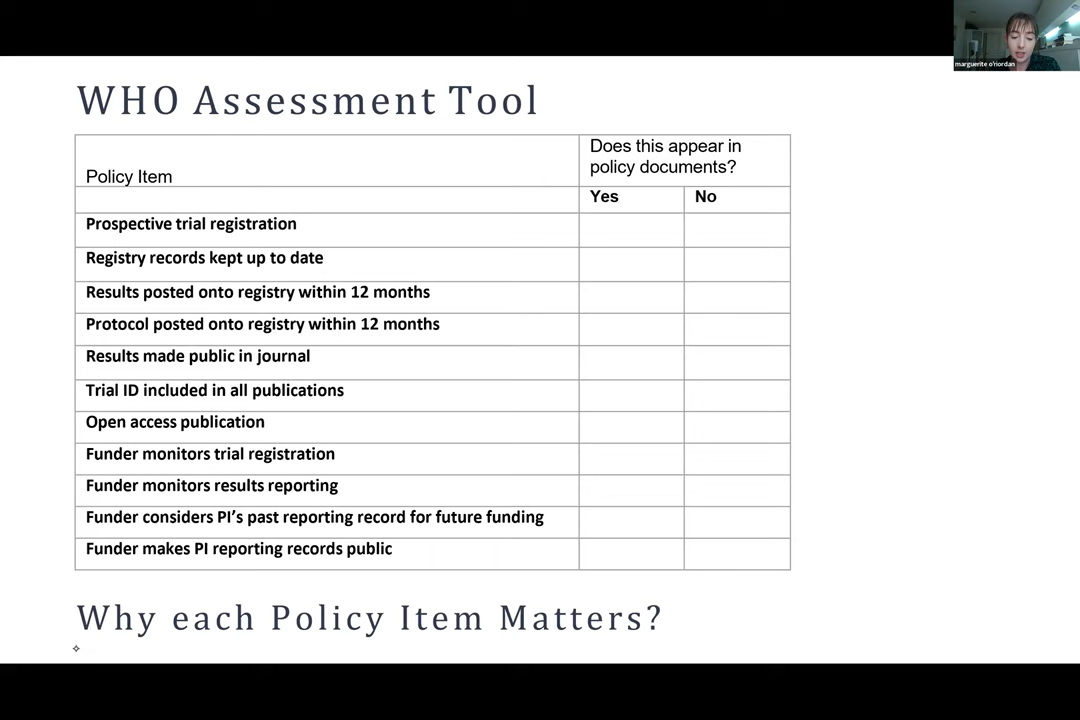 marguerite o'riordan
WHO Assessment Tool
Does this appear in
policy documents?
Policy Item
Yes No
Prospective trial registration
Registry records kept up to date
Results posted onto registry within 12 months
Protocol posted onto registry within 12 months
Results made public in journal
Trial ID included in all publications
Open access publication
Funder monitors trial registration
Funder monitors results reporting
Funder considers PI's past reporting record for future funding
Funder makes PI reporting records public
Why each Policy Item Matters?